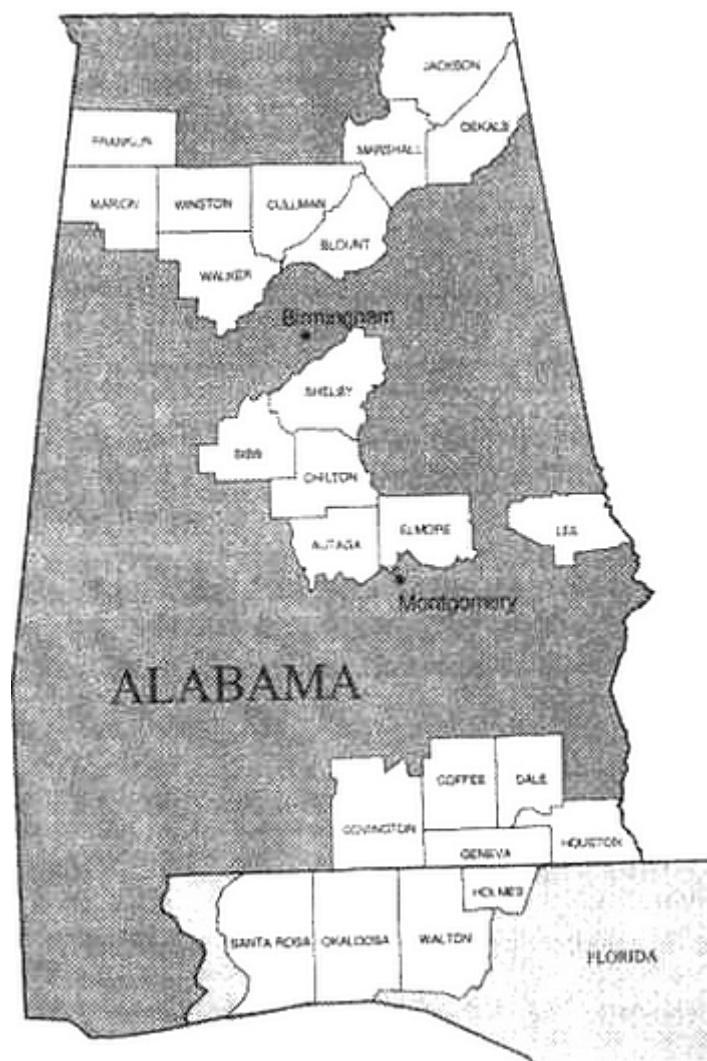 JACKSON
DEKALB
FRANKLIN
MARSHALL
MARION
WINSTON
CULLMAN
BLOUNT
WALKER
Birmingham
SHELBY
BIBB
CHILTON
AUTAGA
ELMORE
LEE
Montgomery
ALABAMA
COFFEE
DALE
COVINGTON
GENEVA
HOUSTON
HOLMES
SANTA ROSA
OKALOOSA
WALTON
FLORIDA